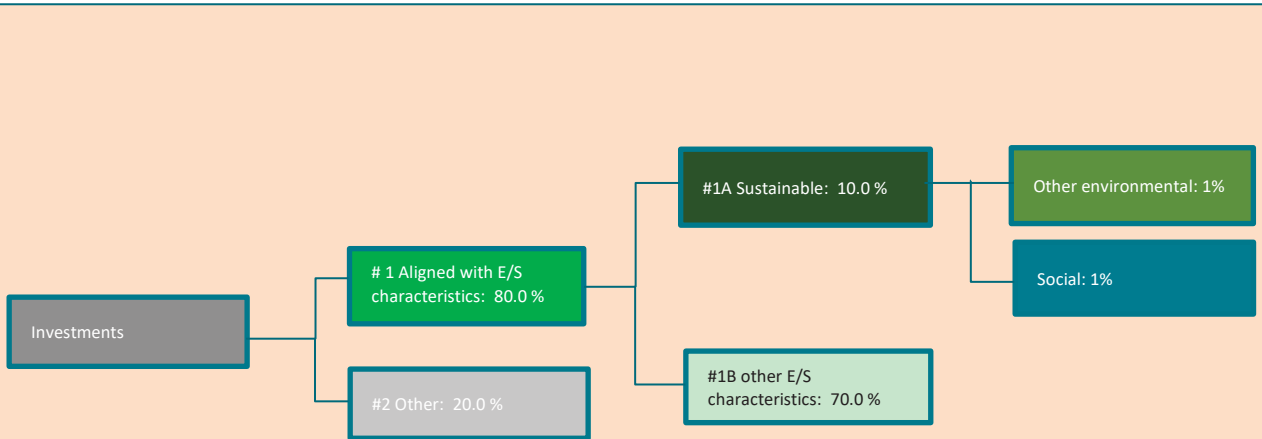 #1A Sustainable:  10.0 %
Other environmental: 1%
# 1 Aligned with E/S
characteristics:  80.0 %
Social: 1%
Investments
#1B other E/S
characteristics:  70.0 %
#2 Other:  20.0 %